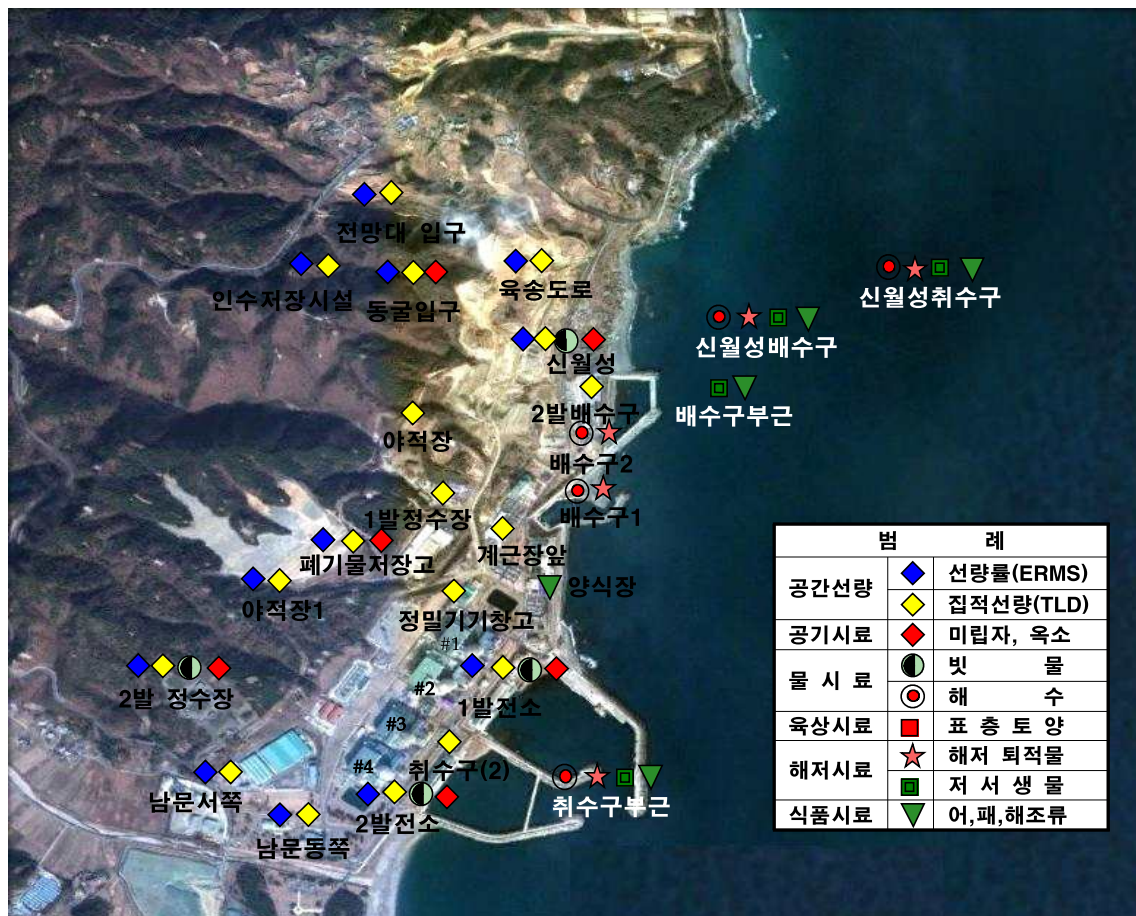 전망대 입구
인수저장시설
동굴입구
육송도로
신월성취수구
신월성배수구
신월성
2발배수구
배수구부근
야적장
배수구2
1발정수장
배수구1
폐기물저장고
계근장앞
야적장1
양식장
정밀기기창고
#1
2발 정수장
#2
1발전소
#3
#4
취수구(2)
남문서쪽
취수구부근
2발전소
남문동쪽
범 례
공간선량
선량률(ERMS)
집적선량(TLD)
공기시료
미립자, 옥소
물 시 료
빗 물
해 수
육상시료
표 층 토 양
해저시료
해저 퇴적물
저 서 생 물
식품시료
어,패,해조류